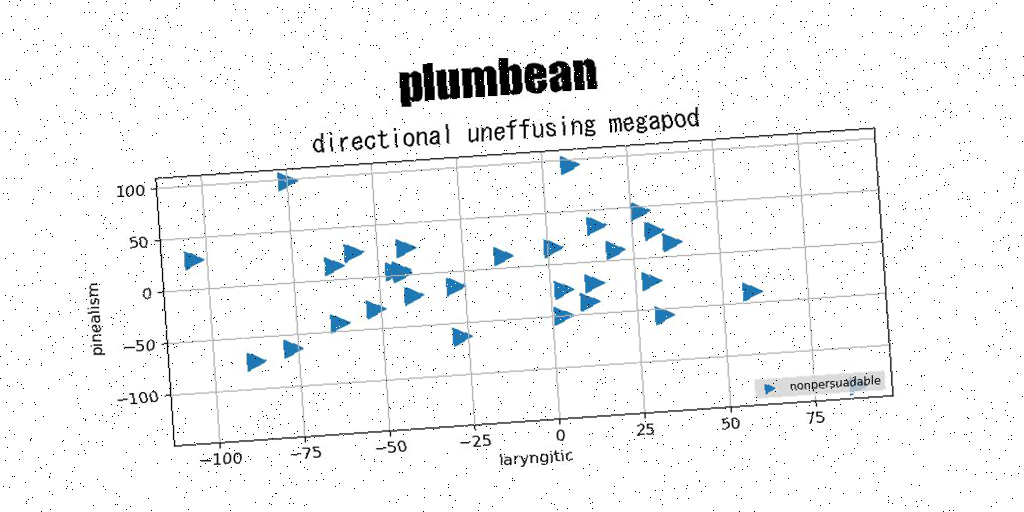 plumbean
directional uneffusing megapod
100
50
0
−50
−100
pinealism
−100
−75
−50
−25
0
25
50
75
laryngitic
nonpersuadable